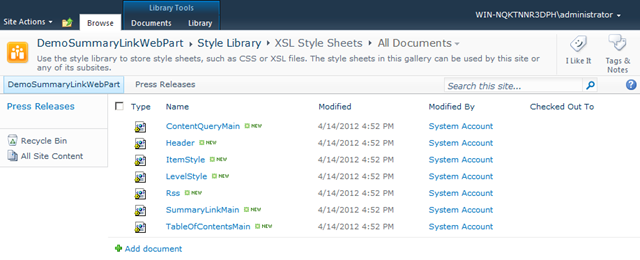 Library Tools
WIN-NQKTNNR3DPH\administrator
Site Actions Browse Documents Library
DemoSummaryLinkWebPart Style Library XSL Style Sheets All Documents
Use the style library to store style sheets, such as CSS or XSL files. The style sheets in this gallery can be used by this site or any of its subsites.
I Like It
Tags & Notes
DemoSummaryLinkWebPart Press Releases
Search this site...
Press Releases
Recycle Bin
All Site Content
Type Name Modified Modified By Checked Out To
ContentQueryMain NEW 4/14/2012 4:52 PM System Account
Header NEW 4/14/2012 4:52 PM System Account
ItemStyle NEW 4/14/2012 4:52 PM System Account
LevelStyle NEW 4/14/2012 4:52 PM System Account
Rss NEW 4/14/2012 4:52 PM System Account
SummaryLinkMain NEW 4/14/2012 4:52 PM System Account
TableOfContentsMain NEW 4/14/2012 4:52 PM System Account
Add document